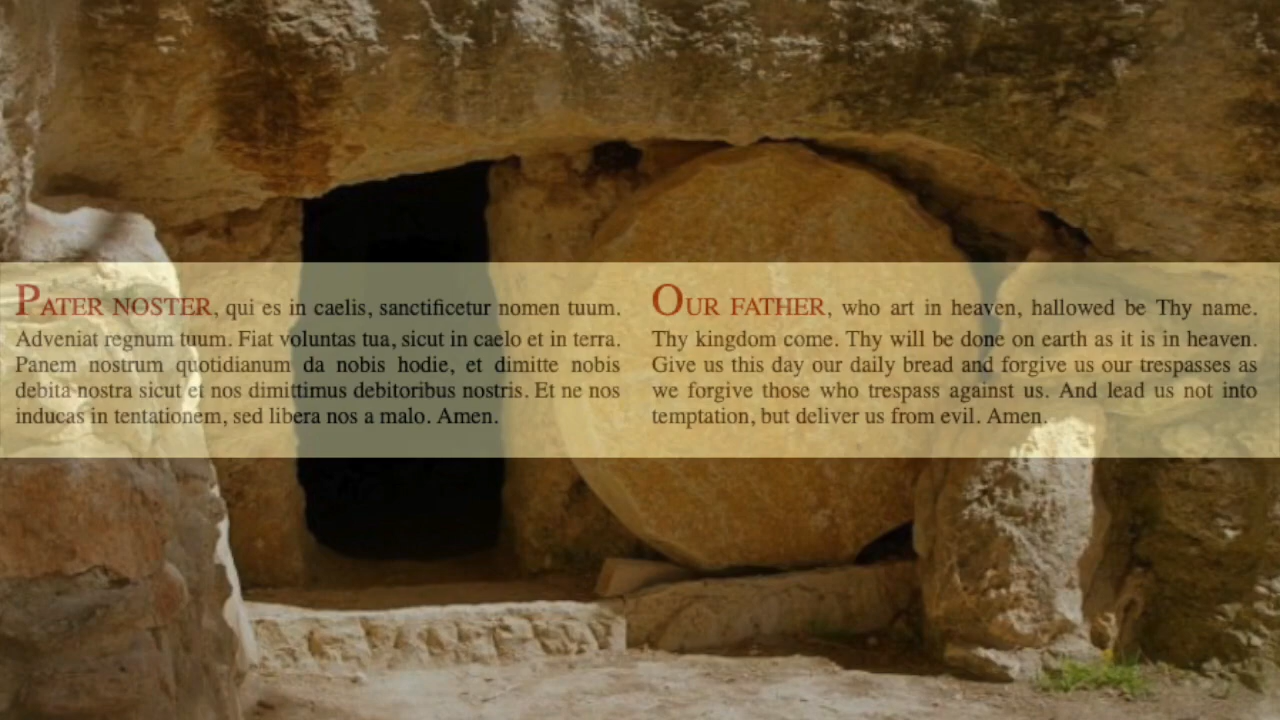 PATER NOSTER, qui es in caelis, sanctificetur nomen tuum.
Adveniat regnum tuum. Fiat voluntas tua, sicut in caelo et in terra.
Panem nostrum quotidianum da nobis hodie, et dimitte nobis
debita nostra sicut et nos dimittimus debitoribus nostris. Et ne nos
inducas in tentationem, sed libera nos a malo. Amen.
OUR FATHER, who art in heaven, hallowed be Thy name.
Thy kingdom come. Thy will be done on earth as it is in heaven.
Give us this day our daily bread and forgive us our trespasses as
we forgive those who trespass against us. And lead us not into
temptation, but deliver us from evil. Amen.